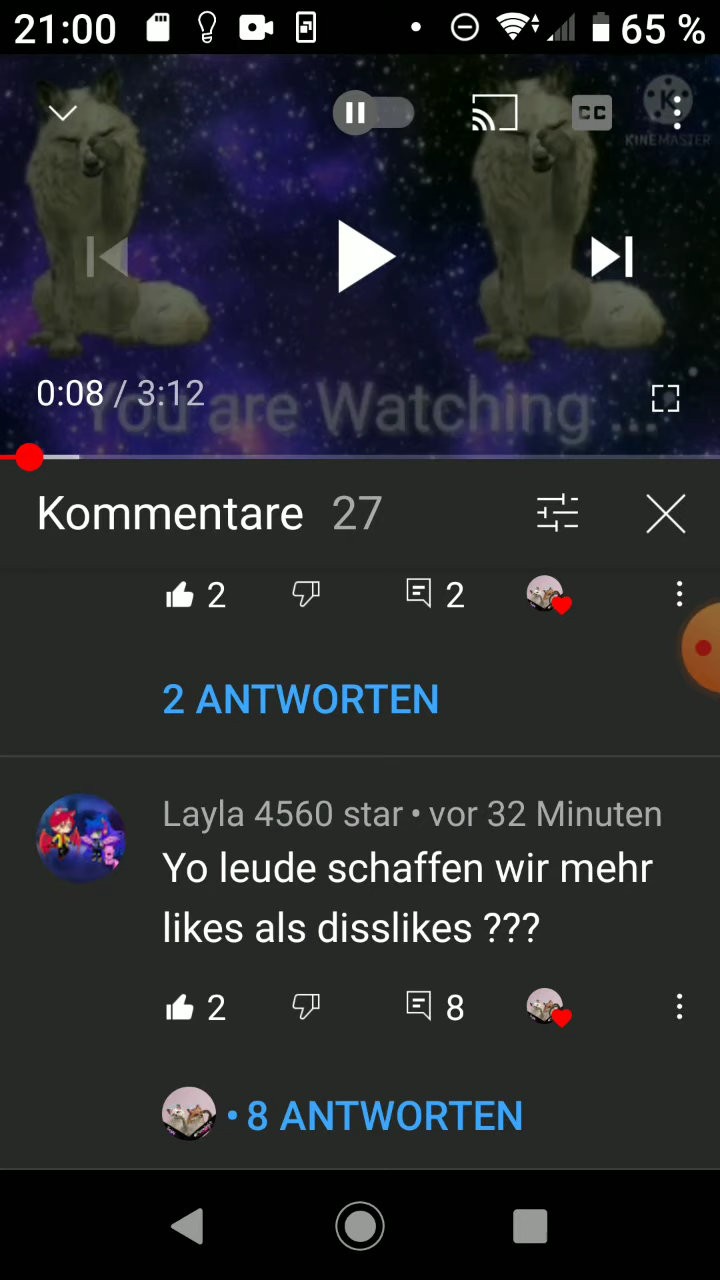 21:00
65 %
CC
K
KINEMASTER
0:08 / 3:12
You are Watching ...
Kommentare 27
2
2
2 ANTWORTEN
Layla 4560 star • vor 32 Minuten
Yo leude schaffen wir mehr
likes als disslikes ???
2
8
• 8 ANTWORTEN